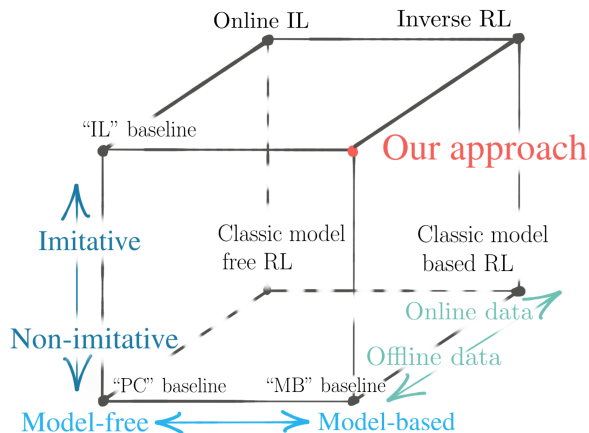 Online IL
Inverse RL
“IL” baseline
Our approach
Imitative
Classic model
free RL
Classic model
based RL
Online data
Non-imitative
Offline data
“PC” baseline
“MB” baseline
Model-free
Model-based